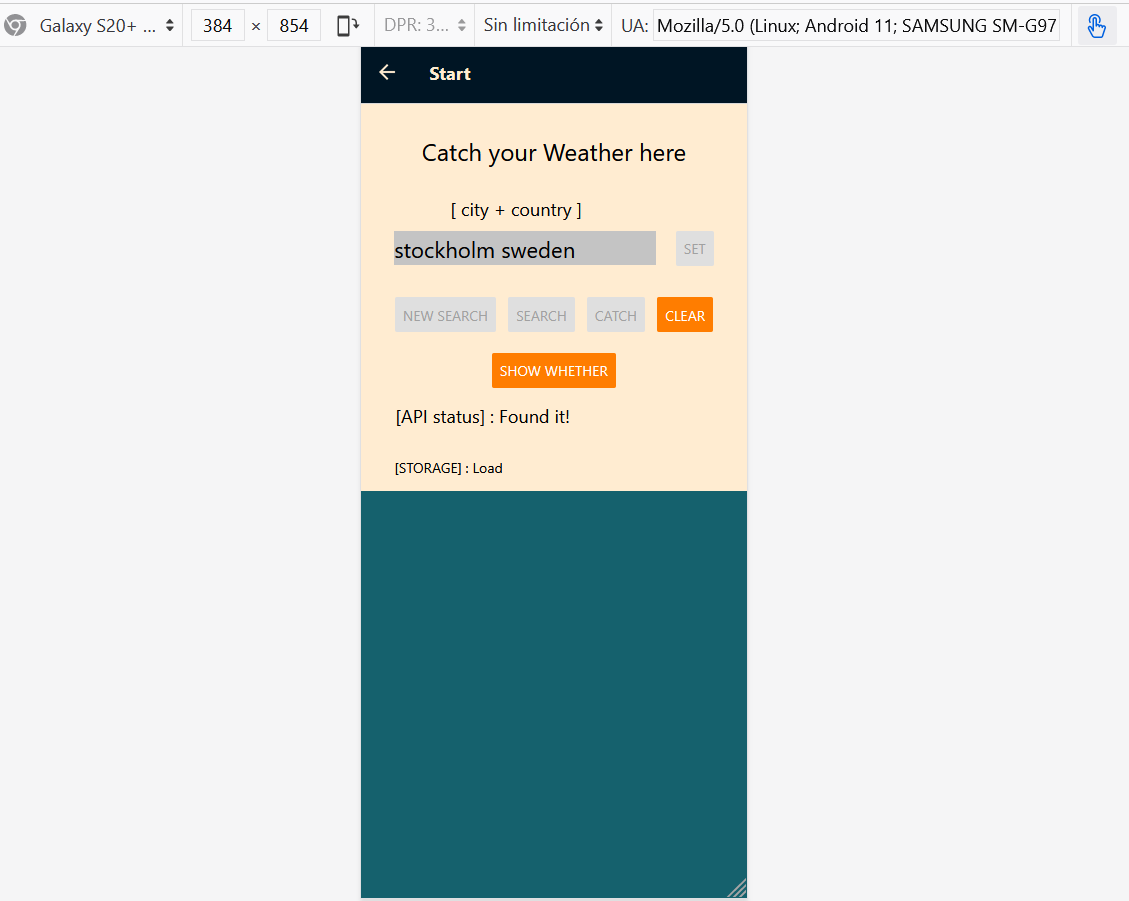 Galaxy S20+ ... 384 × 854 DPR: 3... Sin limitación UA: Mozilla/5.0 (Linux; Android 11; SAMSUNG SM-G97
Start
Catch your Weather here
[ city + country ]
stockholm sweden SET
NEW SEARCH SEARCH CATCH CLEAR
SHOW WHETHER
[API status] : Found it!
[STORAGE] : Load